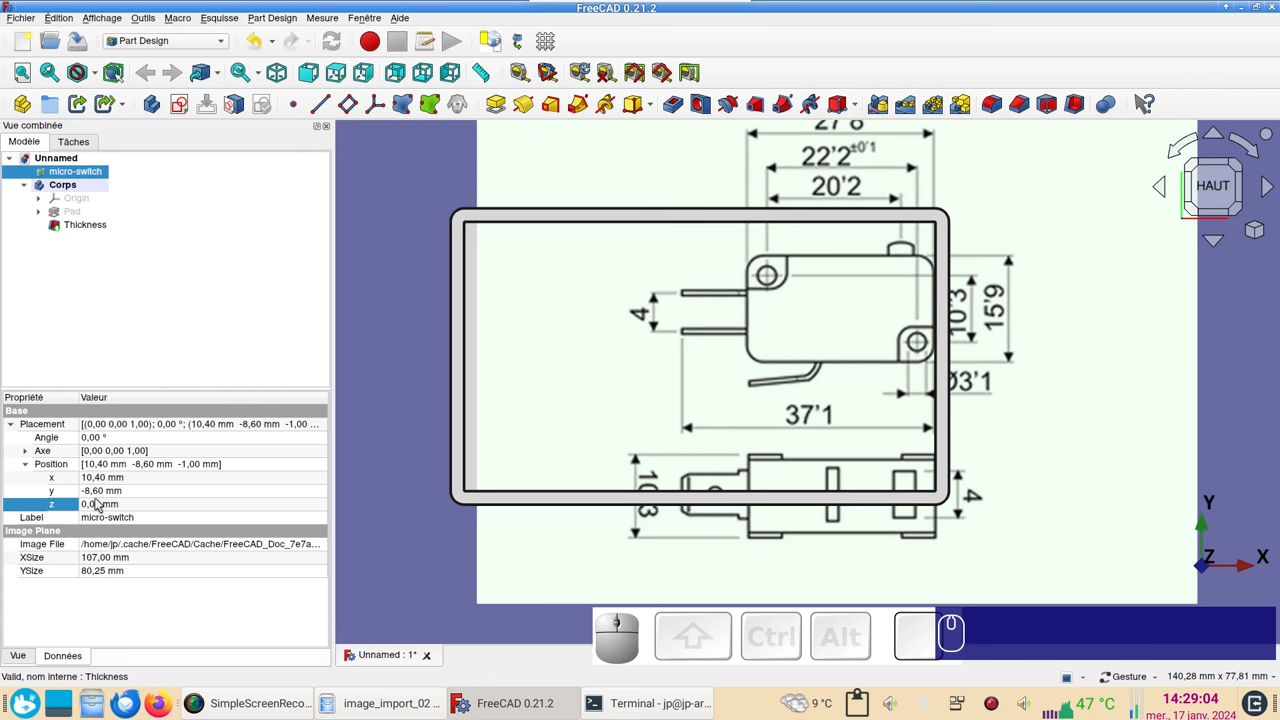 FreeCAD 0.21.2
Fichier Édition Affichage Outils Macro Esquisse Part Design Mesure Fenêtre Aide
Part Design
Vue combinée
Modèle Tâches
Unnamed
micro-switch
Corps
Origin
Pad
Thickness
Propriété Valeur
Base
Placement [(0,00 0,00 1,00); 0,00 °; (10,40 mm -8,60 mm -1,00 ...
Angle 0,00 °
Axe [0,00 0,00 1,00]
Position [10,40 mm -8,60 mm -1,00 mm]
x 10,40 mm
y -8,60 mm
z mm
Label micro-switch
Image Plane
Image File /home/jp/.cache/FreeCAD/Cache/FreeCAD_Doc_7e7a...
XSize 107,00 mm
YSize 80,25 mm
Vue Données
22'2±0'1
20'2
4
10'3
15'9
Ø3'1
37'1
4
HAUT
Y
Z
X
Ctrl Alt
Unnamed : 1*
Valid, nom interne : Thickness
Gesture
140,28 mm x 77,81 mm
SimpleScreenReco...
image_import_02 ...
FreeCAD 0.21.2
Terminal - jp@jp-ar...
9°C
47 °C
14:29:04
mer., 17 janv. 2024